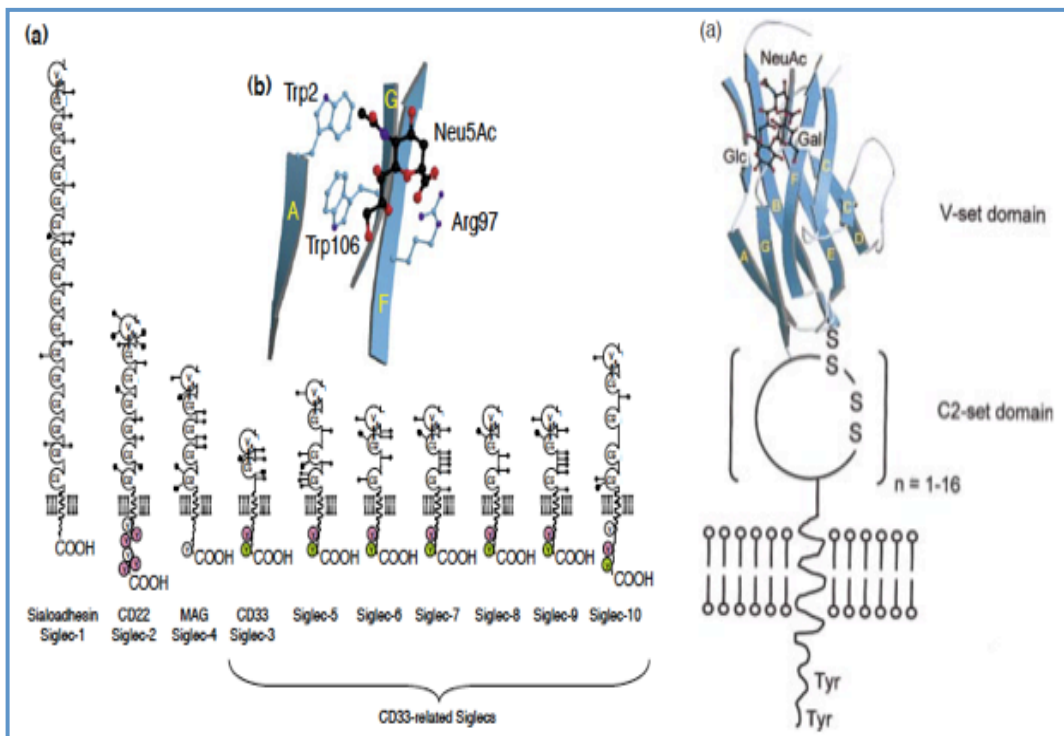 (a)
(b)
Trp2
G
Neu5Ac
A
Trp106
Arg97
F
COOH
COOH
COOH
COOH
COOH
COOH
COOH
COOH
COOH
COOH
Sialoadhesin
Siglec-1
CD22
Siglec-2
MAG
Siglec-4
CD33
Siglec-3
Siglec-5
Siglec-6
Siglec-7
Siglec-8
Siglec-9
Siglec-10
CD33-related Siglecs
(a)
NeuAc
Gal
Glc
C
F
B
C
A
G
E
D
V-set domain
S
S
S
S
C2-set domain
n = 1-16
Tyr
Tyr